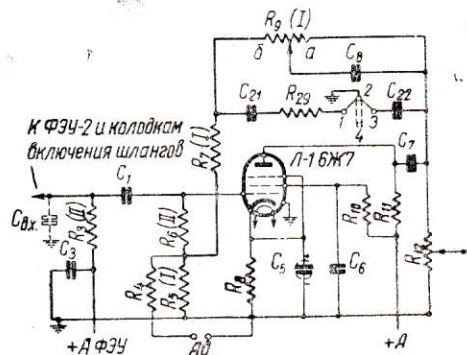 R₉ (I)
б а
C₈
C₂₁ R₂₉ 2 C₂₂
1 3
4
К ФЭУ-2 и колодкам
включения шлангов
R₇ (I)
Л-1 6Ж7
C₇
C₁
Cвх.
R₃ (II)
R₆ (II)
R₁₀
R₁₁
C₃
R₄
R₅ (I)
R₈
C₅
C₆
R₁₂
+А ФЭУ
Ад
+А